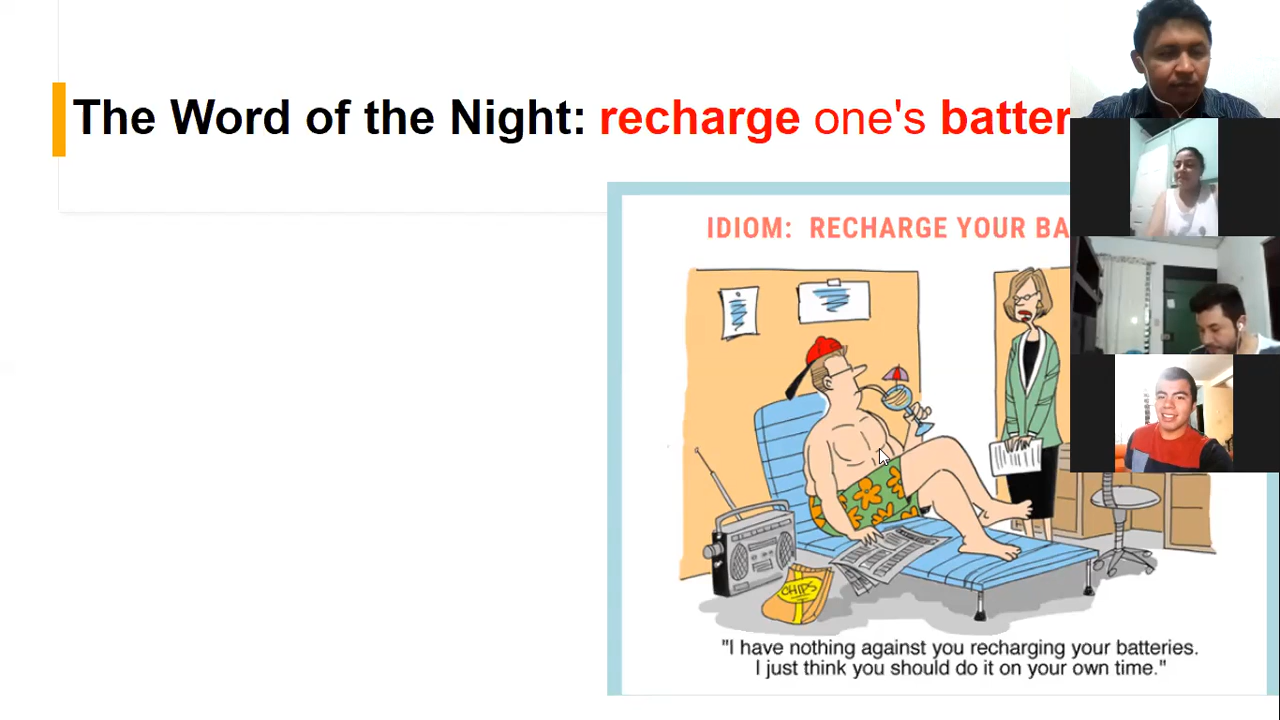 The Word of the Night: recharge one's batter
IDIOM: RECHARGE YOUR BA
CHIPS
"I have nothing against you recharging your batteries.
I just think you should do it on your own time."